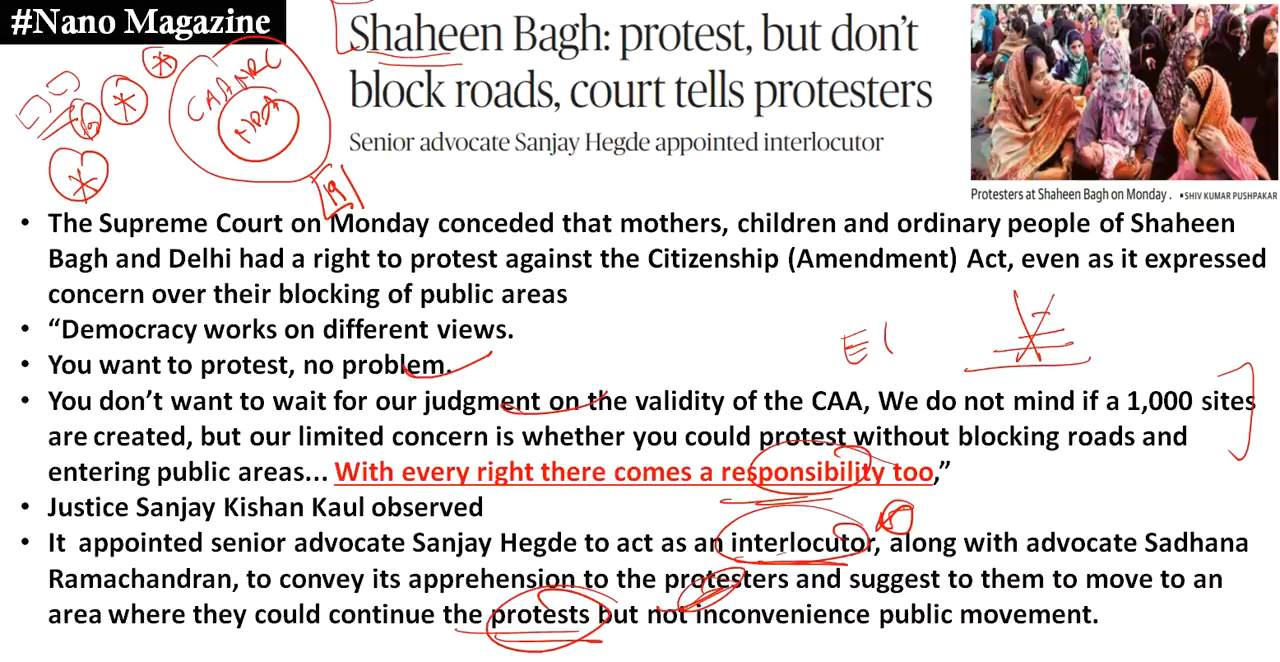 #Nano Magazine
Shaheen Bagh: protest, but don't
block roads, court tells protesters
Senior advocate Sanjay Hegde appointed interlocutor
CAA NRC
19
Protesters at Shaheen Bagh on Monday. •SHIV KUMAR PUSHPAKAR
• The Supreme Court on Monday conceded that mothers, children and ordinary people of Shaheen
Bagh and Delhi had a right to protest against the Citizenship (Amendment) Act, even as it expressed
concern over their blocking of public areas
• “Democracy works on different views.
• You want to protest, no problem.
• You don’t want to wait for our judgment on the validity of the CAA, We do not mind if a 1,000 sites
are created, but our limited concern is whether you could protest without blocking roads and
entering public areas... With every right there comes a responsibility too,”
• Justice Sanjay Kishan Kaul observed
• It appointed senior advocate Sanjay Hegde to act as an interlocutor, along with advocate Sadhana
Ramachandran, to convey its apprehension to the protesters and suggest to them to move to an
area where they could continue the protests but not inconvenience public movement.